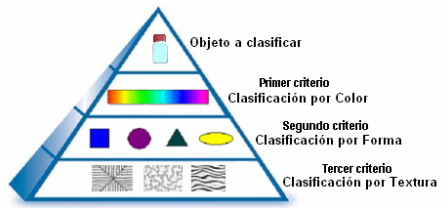 Objeto a clasificar
Primer criterio
Clasificación por Color
Segundo criterio
Clasificación por Forma
Tercer criterio
Clasificación por Textura